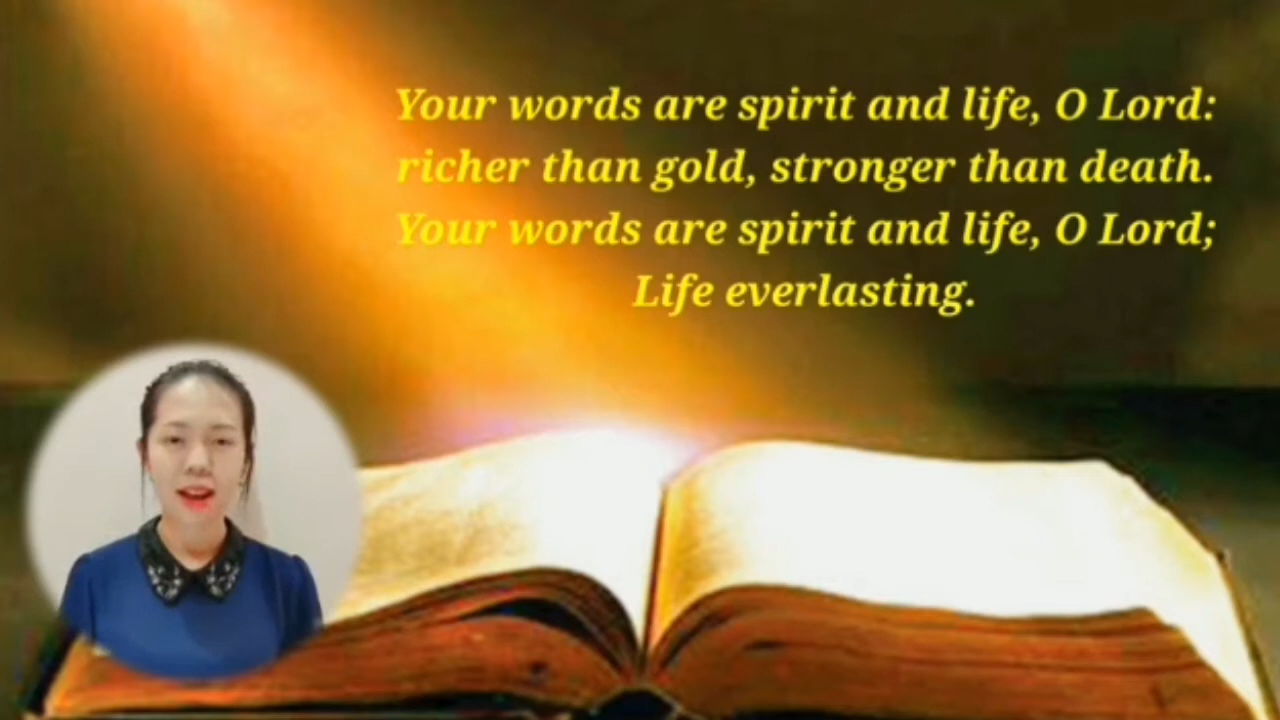 Your words are spirit and life, O Lord:
richer than gold, stronger than death.
Your words are spirit and life, O Lord;
Life everlasting.